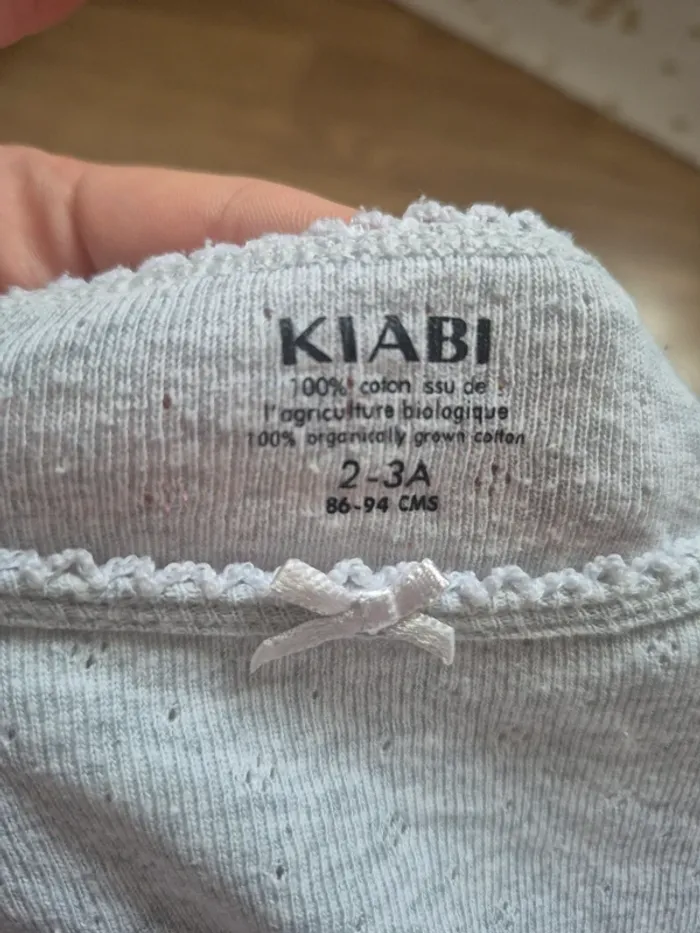 KIABI
100% coton issu de
l'agriculture biologique
100% organically grown cotton
2-3A
86-94 CMS